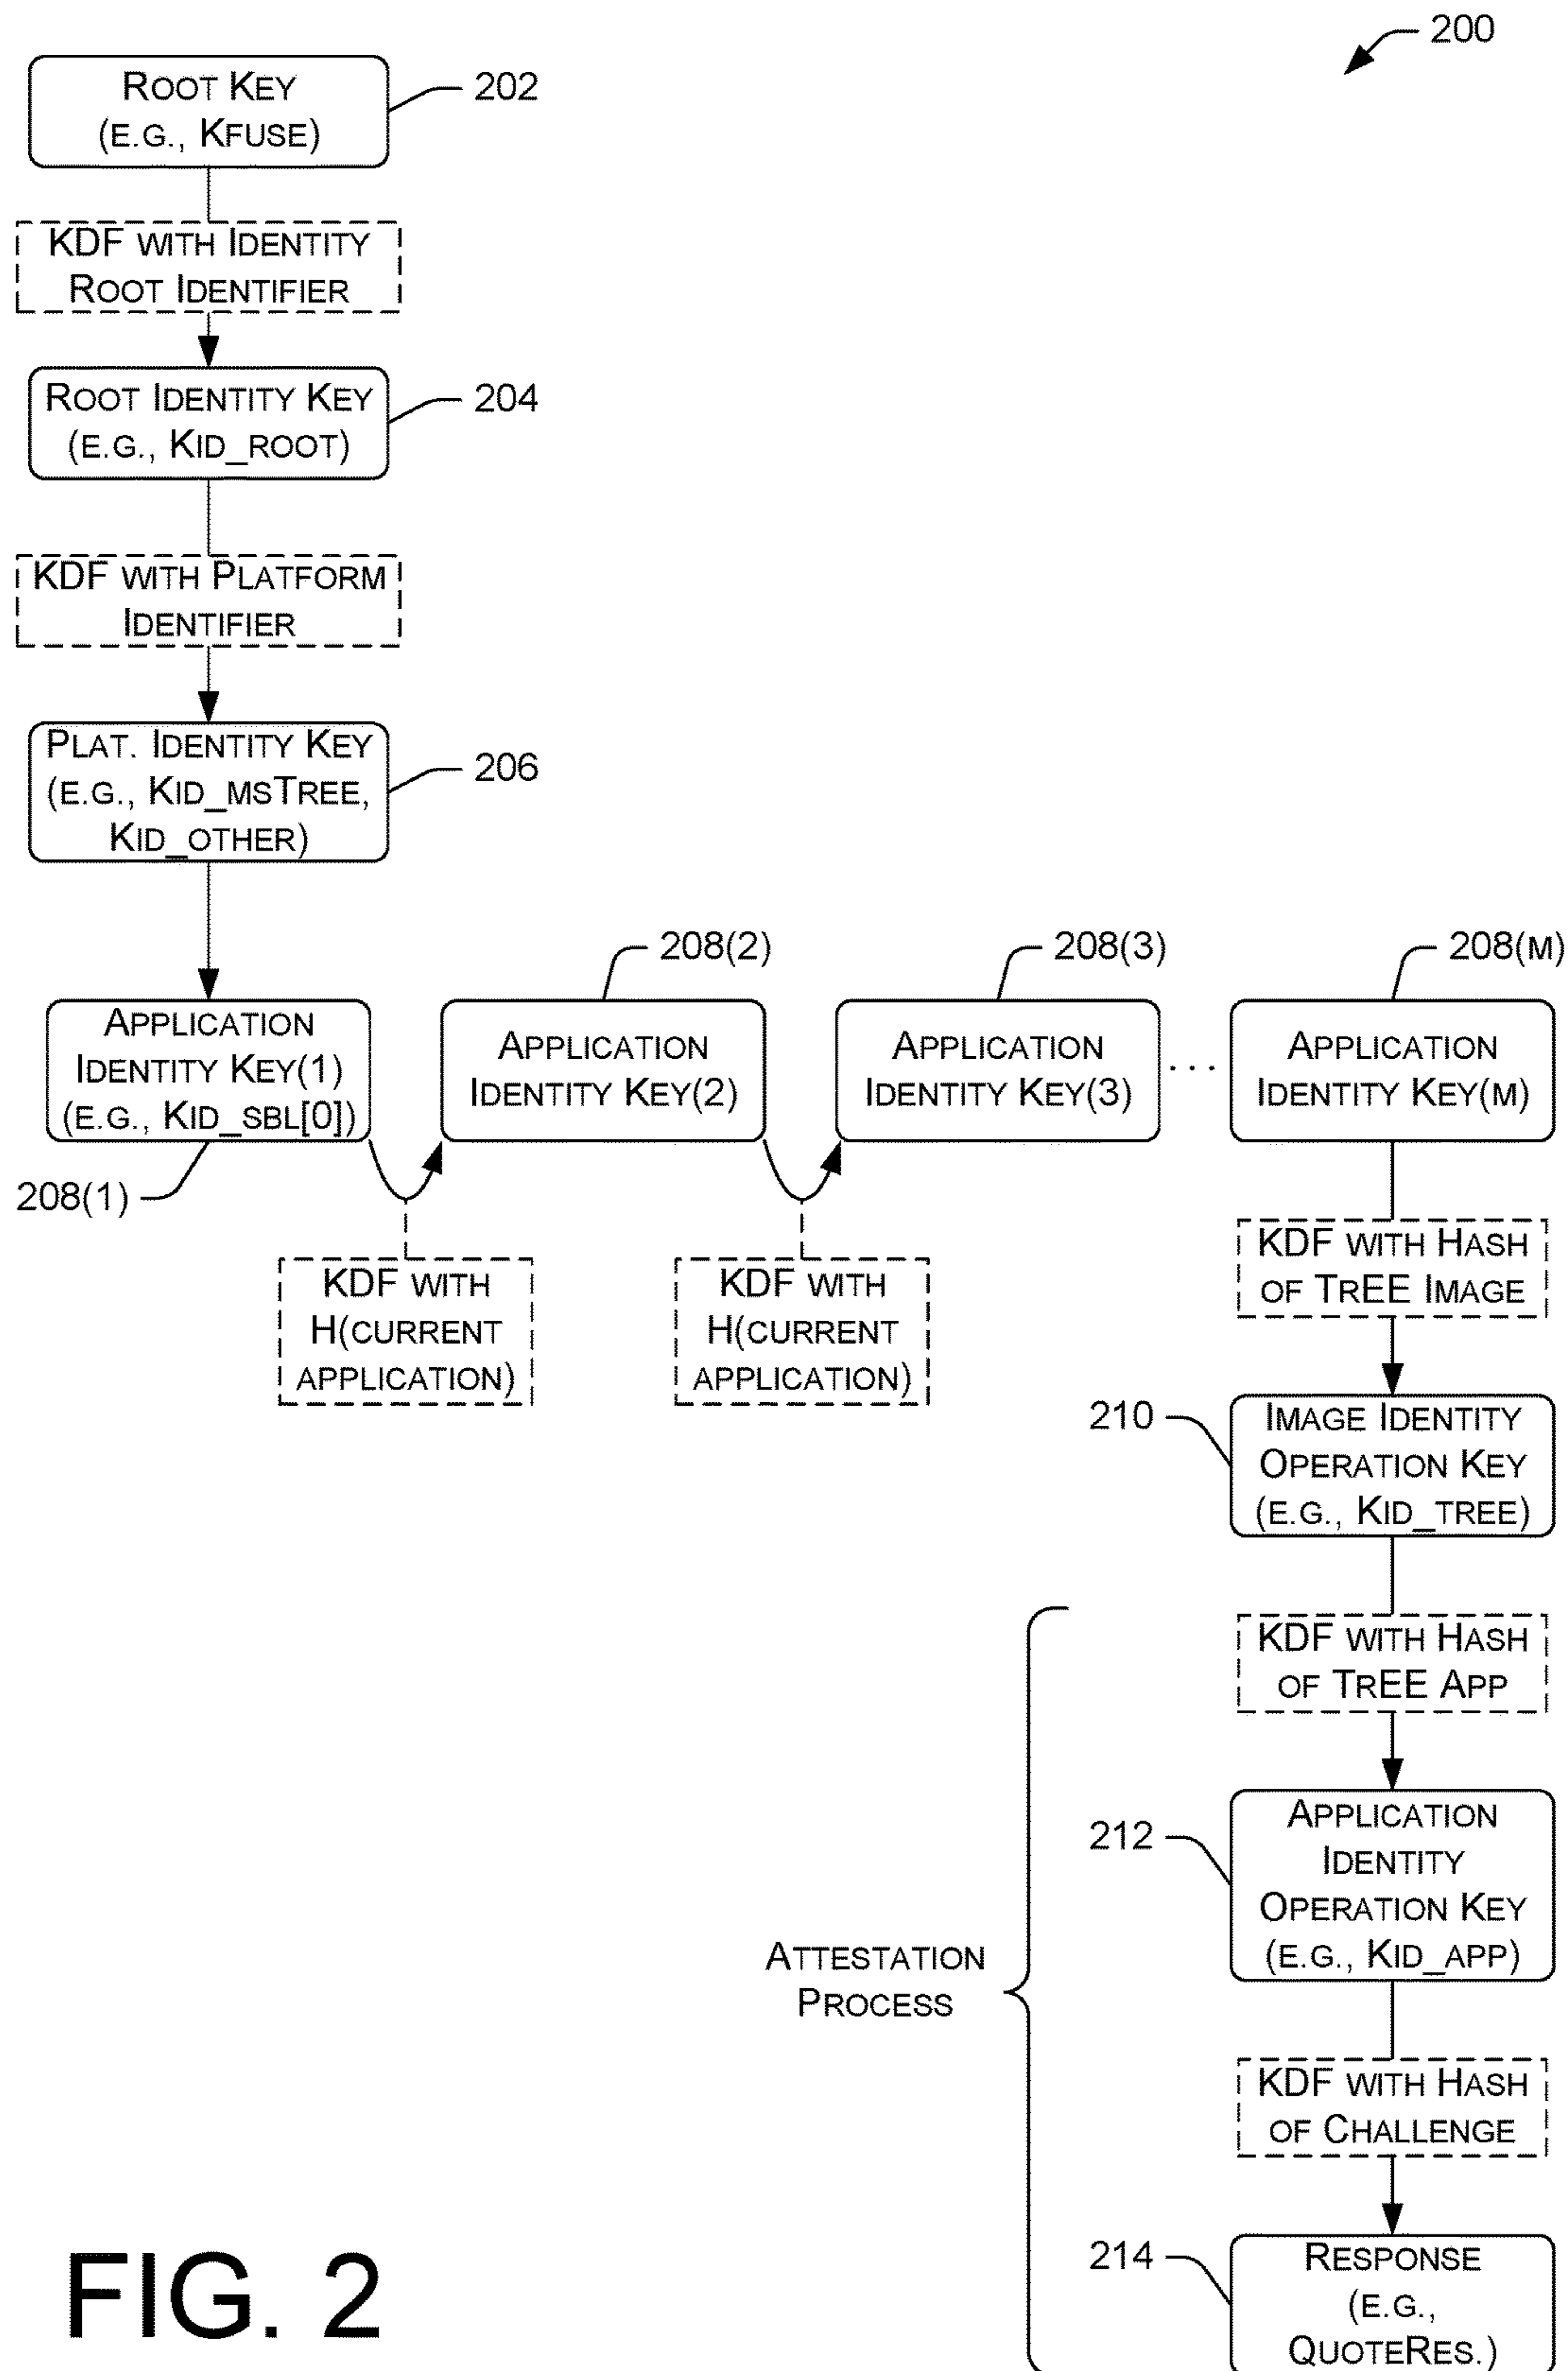 200
ROOT KEY
(E.G., KFUSE)
202
KDF WITH IDENTITY
ROOT IDENTIFIER
ROOT IDENTITY KEY
(E.G., KID_ROOT)
204
KDF WITH PLATFORM
IDENTIFIER
PLAT. IDENTITY KEY
(E.G., KID_MSTREE,
KID_OTHER)
206
APPLICATION
IDENTITY KEY(1)
(E.G., KID_SBL[0])
208(1)
208(2)
APPLICATION
IDENTITY KEY(2)
208(3)
APPLICATION
IDENTITY KEY(3)
. . .
208(M)
APPLICATION
IDENTITY KEY(M)
KDF WITH
H(CURRENT
APPLICATION)
KDF WITH
H(CURRENT
APPLICATION)
KDF WITH HASH
OF TREE IMAGE
210
IMAGE IDENTITY
OPERATION KEY
(E.G., KID_TREE)
KDF WITH HASH
OF TREE APP
212
APPLICATION
IDENTITY
OPERATION KEY
(E.G., KID_APP)
ATTESTATION
PROCESS
KDF WITH HASH
OF CHALLENGE
214
RESPONSE
(E.G.,
QUOTERES.)
FIG. 2